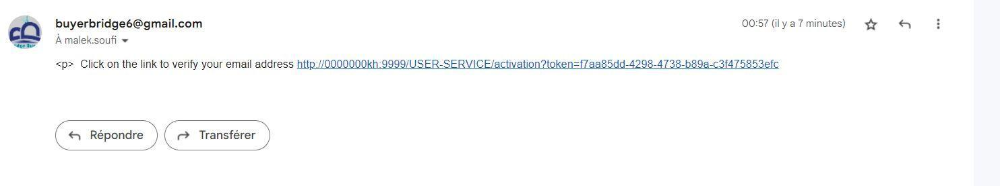 buyerbridge6@gmail.com
00:57 (il y a 7 minutes)
À malek.soufi
<p> Click on the link to verify your email address http://0000000kh:9999/USER-SERVICE/activation?token=f7aa85dd-4298-4738-b89a-c3f475853efc
Répondre
Transférer